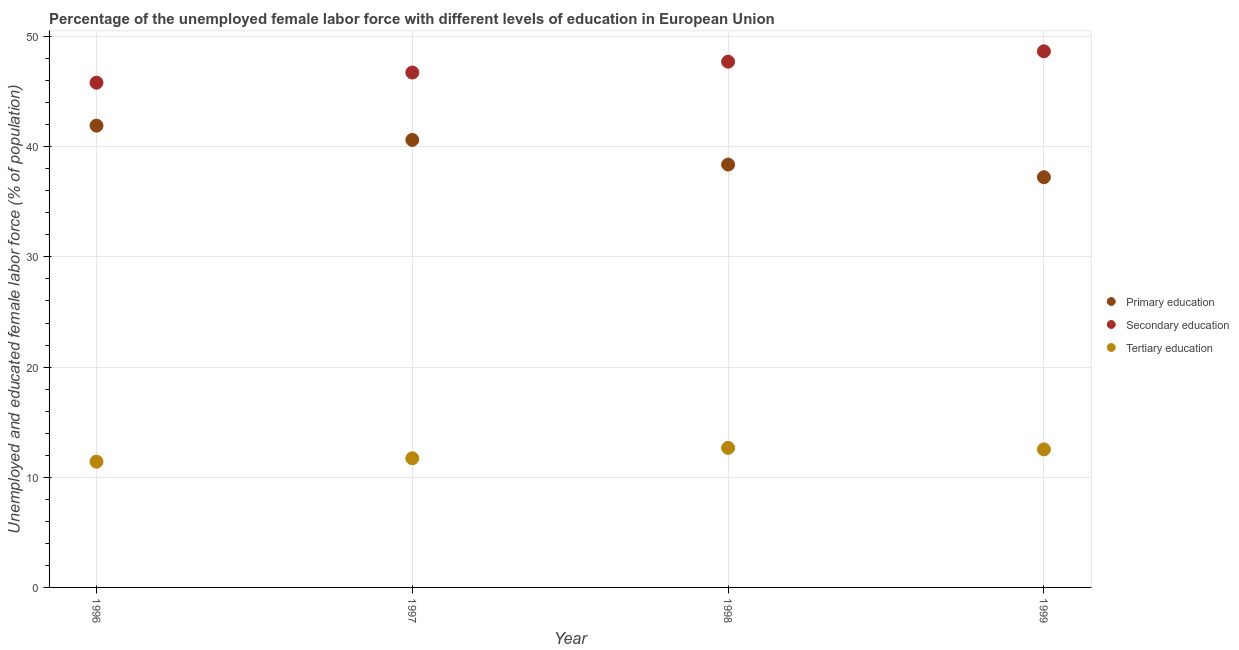 Percentage of the unemployed female labor force with different levels of education in European Union
Unemployed and educated female labor force (% of population)
50
40
30
20
10
0
1996
1997
1998
1999
Year
Primary education
Secondary education
Tertiary education